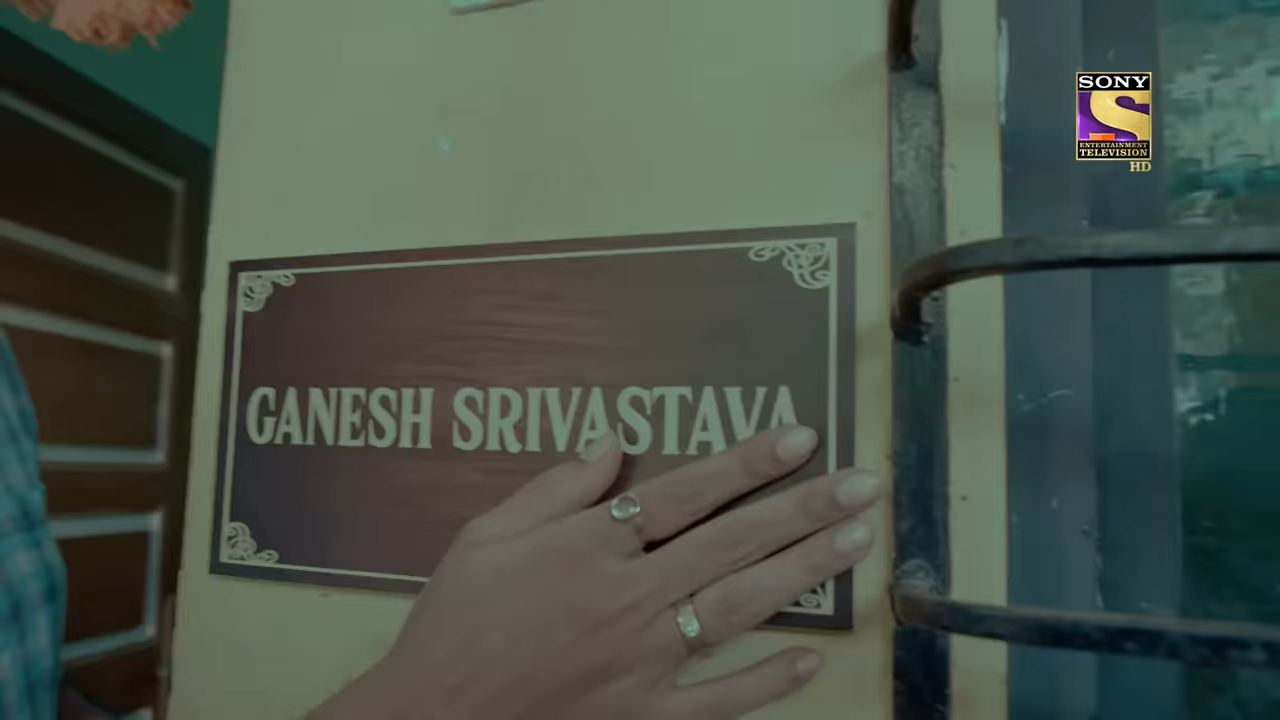 SONY
ENTERTAINMENT
TELEVISION
HD
GANESH SRIVASTAVA